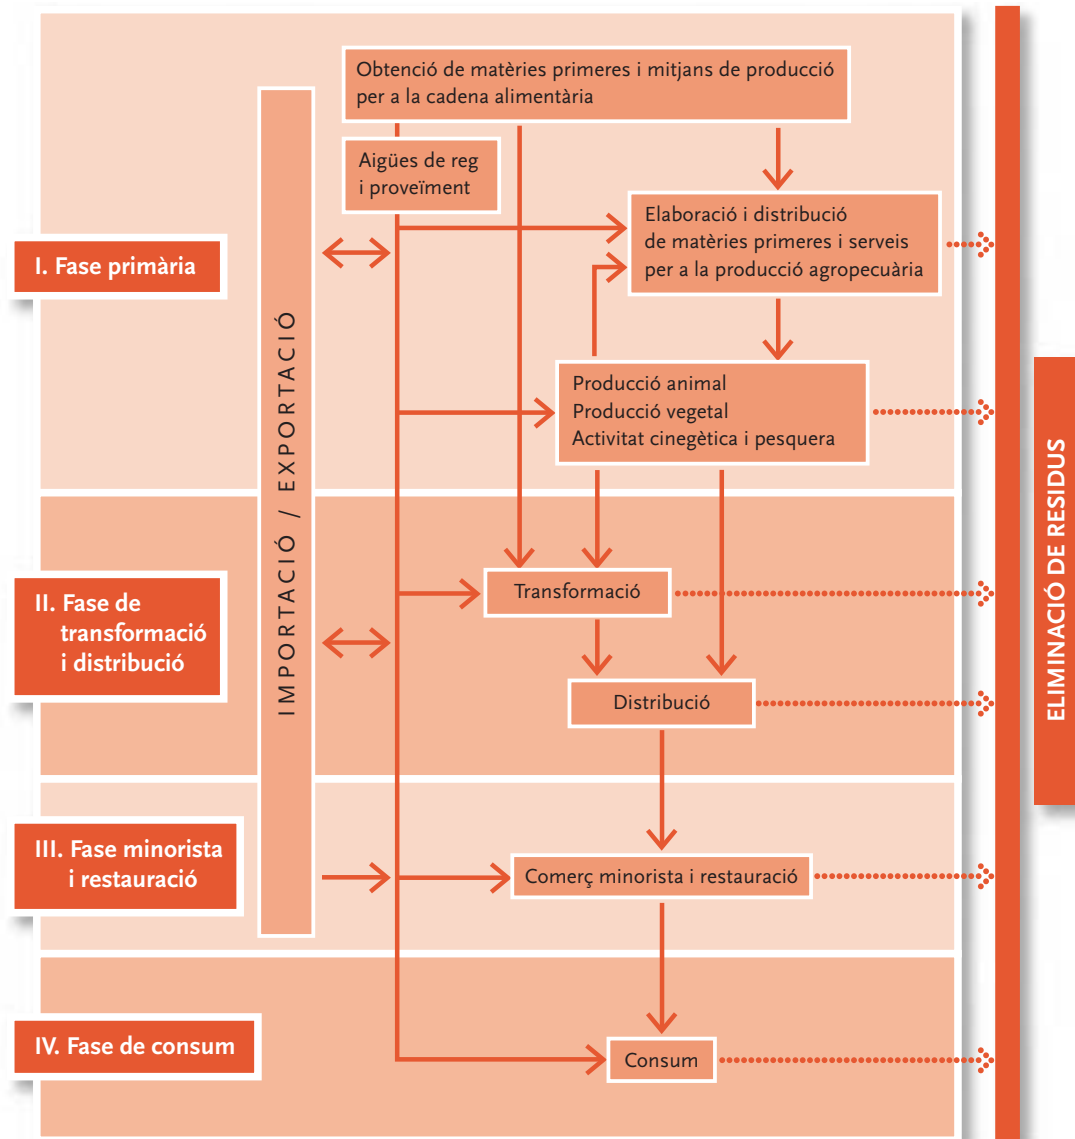 Obtenció de matèries primeres i mitjans de producció
per a la cadena alimentària
Aigües de reg
i proveïment
Elaboració i distribució
de matèries primeres i serveis
per a la producció agropecuària
I. Fase primària
IMPORTACIÓ / EXPORTACIÓ
Producció animal
Producció vegetal
Activitat cinegètica i pesquera
ELIMINACIÓ DE RESIDUS
II. Fase de
transformació
i distribució
Transformació
Distribució
III. Fase minorista
i restauració
Comerç minorista i restauració
IV. Fase de consum
Consum